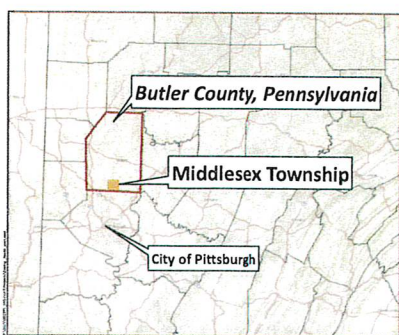 Butler County, Pennsylvania
Middlesex Township
City of Pittsburgh